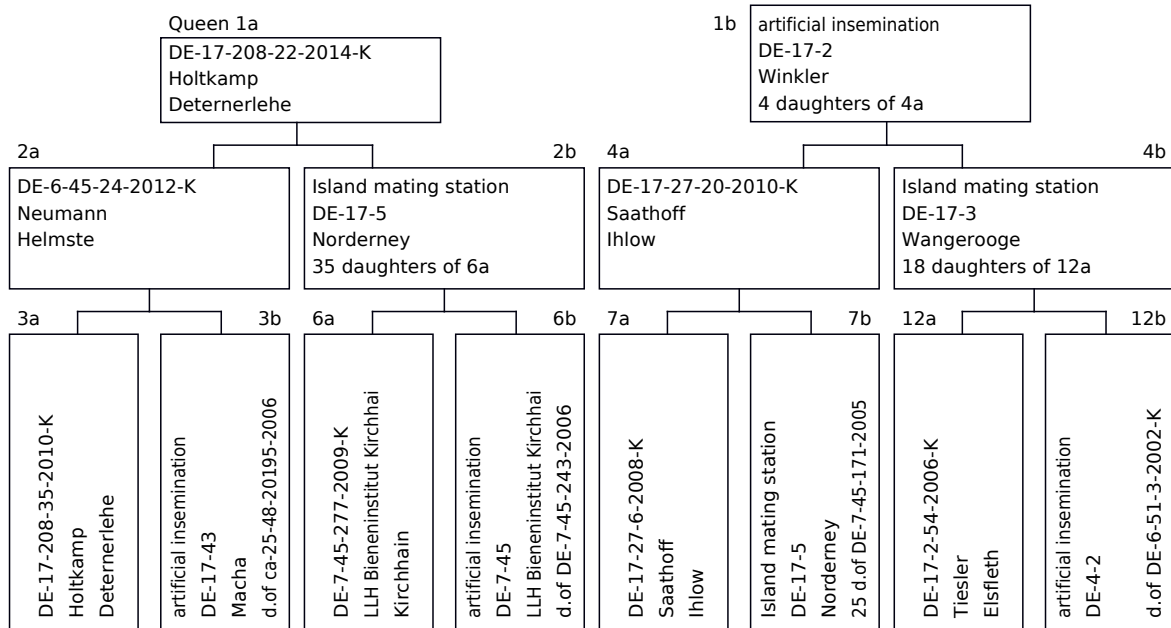 Queen 1a
DE-17-208-22-2014-K
Holtkamp
Deternerlehe
1b
artificial insemination
DE-17-2
Winkler
4 daughters of 4a
2a
DE-6-45-24-2012-K
Neumann
Helmste
2b
Island mating station
DE-17-5
Norderney
35 daughters of 6a
4a
DE-17-27-20-2010-K
Saathoff
Ihlow
4b
Island mating station
DE-17-3
Wangerooge
18 daughters of 12a
3a
DE-17-208-35-2010-K
Holtkamp
Deternerlehe
3b
artificial insemination
DE-17-43
Macha
d.of ca-25-48-20195-2006
6a
DE-7-45-277-2009-K
LLH Bieneninstitut Kirchhai
Kirchhain
6b
artificial insemination
DE-7-45
LLH Bieneninstitut Kirchhai
d.of DE-7-45-243-2006
7a
DE-17-27-6-2008-K
Saathoff
Ihlow
7b
Island mating station
DE-17-5
Norderney
25 d.of DE-7-45-171-2005
12a
DE-17-2-54-2006-K
Tiesler
Elsfleth
12b
artificial insemination
DE-4-2
d.of DE-6-51-3-2002-K